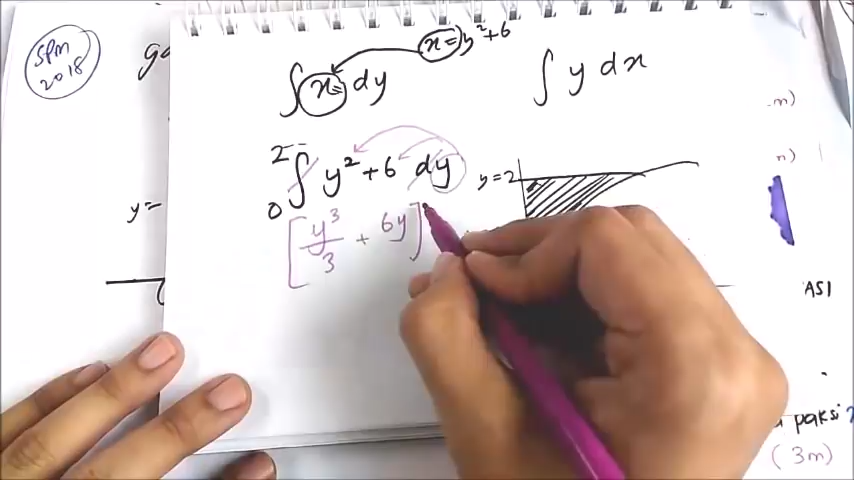 SPM
2018
x = y² + 6
∫ x = dy
∫ y dx
2
∫ y² + 6 dy
0
y = 2
y =
[ y³/3 + 6y ]
m)
n)
ASI
paksi
(3m)